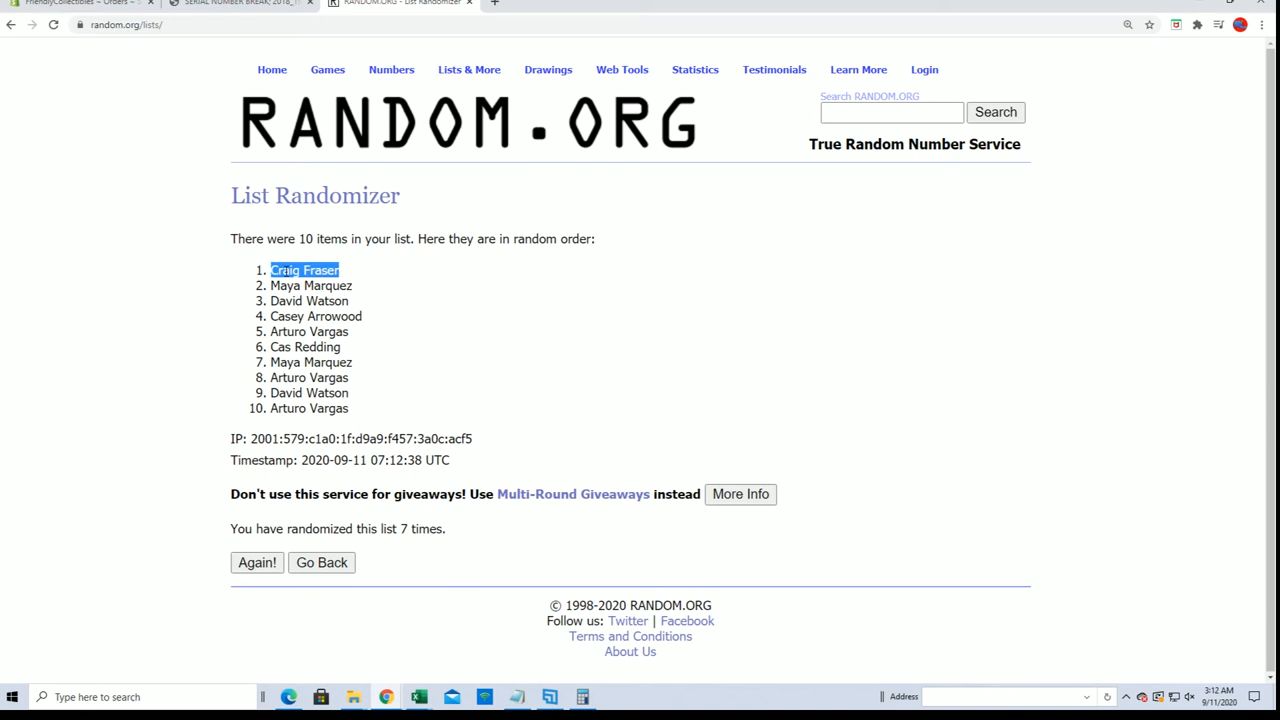 FriendlyCollectibles ~ Orders ~
SERIAL NUMBER BREAK; 2018_1
RANDOM.ORG - List Randomizer
random.org/lists/
Home Games Numbers Lists & More Drawings Web Tools Statistics Testimonials Learn More Login
Search RANDOM.ORG
Search
RANDOM.ORG
True Random Number Service
List Randomizer
There were 10 items in your list. Here they are in random order:
1. Craig Fraser
2. Maya Marquez
3. David Watson
4. Casey Arrowood
5. Arturo Vargas
6. Cas Redding
7. Maya Marquez
8. Arturo Vargas
9. David Watson
10. Arturo Vargas
IP: 2001:579:c1a0:1f:d9a9:f457:3a0c:acf5
Timestamp: 2020-09-11 07:12:38 UTC
Don't use this service for giveaways! Use Multi-Round Giveaways instead More Info
You have randomized this list 7 times.
Again! Go Back
© 1998-2020 RANDOM.ORG
Follow us: Twitter | Facebook
Terms and Conditions
About Us
Type here to search
Address
3:12 AM
9/11/2020